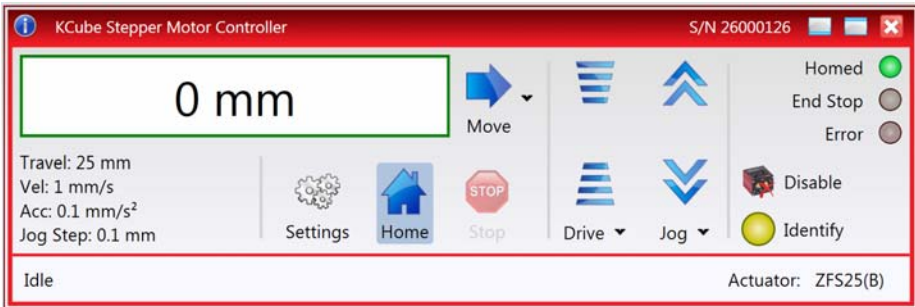 KCube Stepper Motor Controller
S/N 26000126
0 mm
Move
Homed
End Stop
Error
Travel: 25 mm
Vel: 1 mm/s
Acc: 0.1 mm/s²
Jog Step: 0.1 mm
Settings
Home
STOP
Stop
Drive
Jog
Disable
Identify
Idle
Actuator: ZFS25(B)